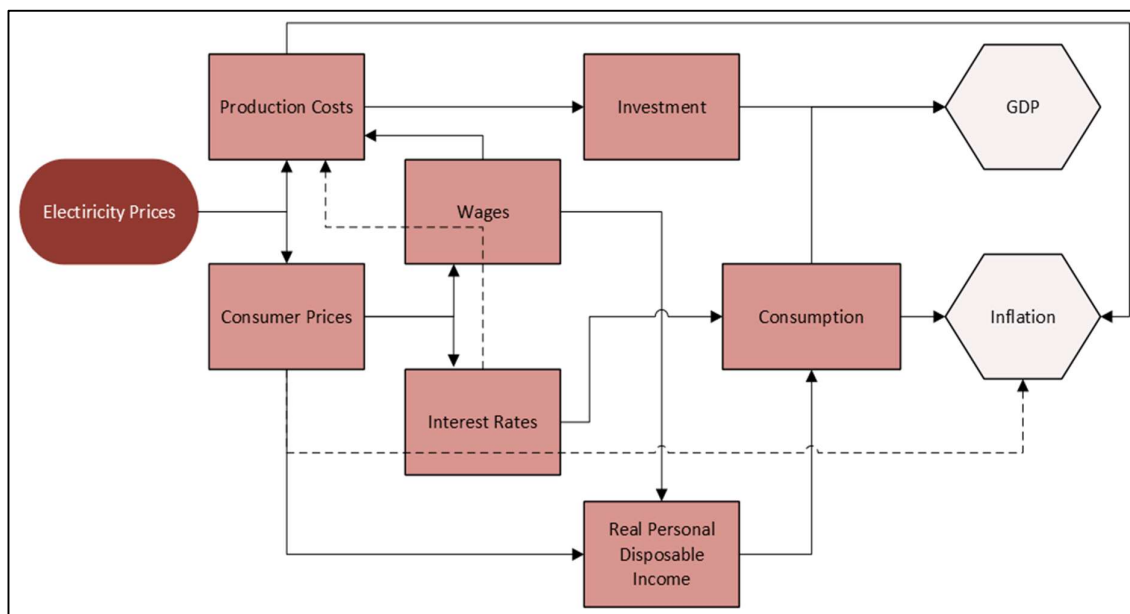 Production Costs
Investment
GDP
Electiricity Prices
Wages
Consumer Prices
Consumption
Inflation
Interest Rates
Real Personal
Disposable
Income